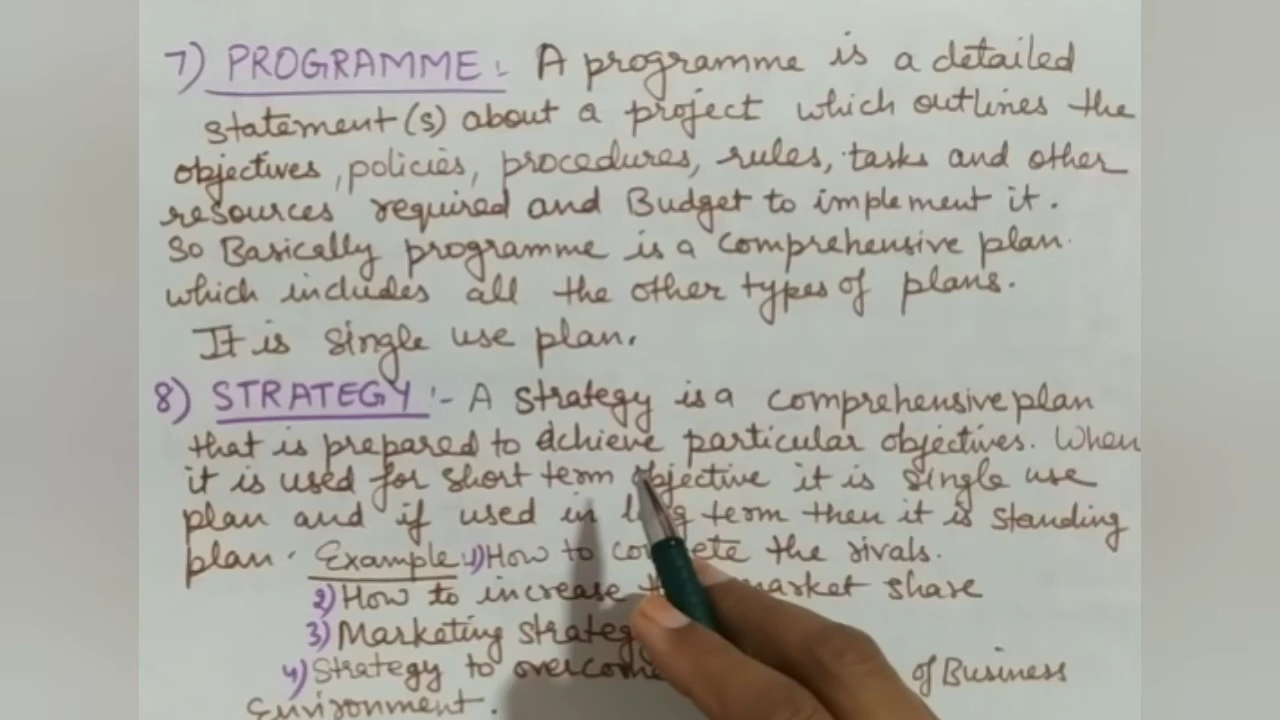 7) PROGRAMME :- A programme is a detailed
statement(s) about a project which outlines the
objectives, policies, procedures, rules, tasks and other
resources required and Budget to implement it.
So Basically programme is a comprehensive plan
which includes all the other types of plans.
It is single use plan.
8) STRATEGY :- A strategy is a comprehensive plan
that is prepared to achieve particular objectives. When
it is used for short term objective it is single use
plan and if used in term then it is standing
plan. Example 1) How to the rivals.
2) How to increase market share
3) Marketing
4) Strategy to of Business
Environment.